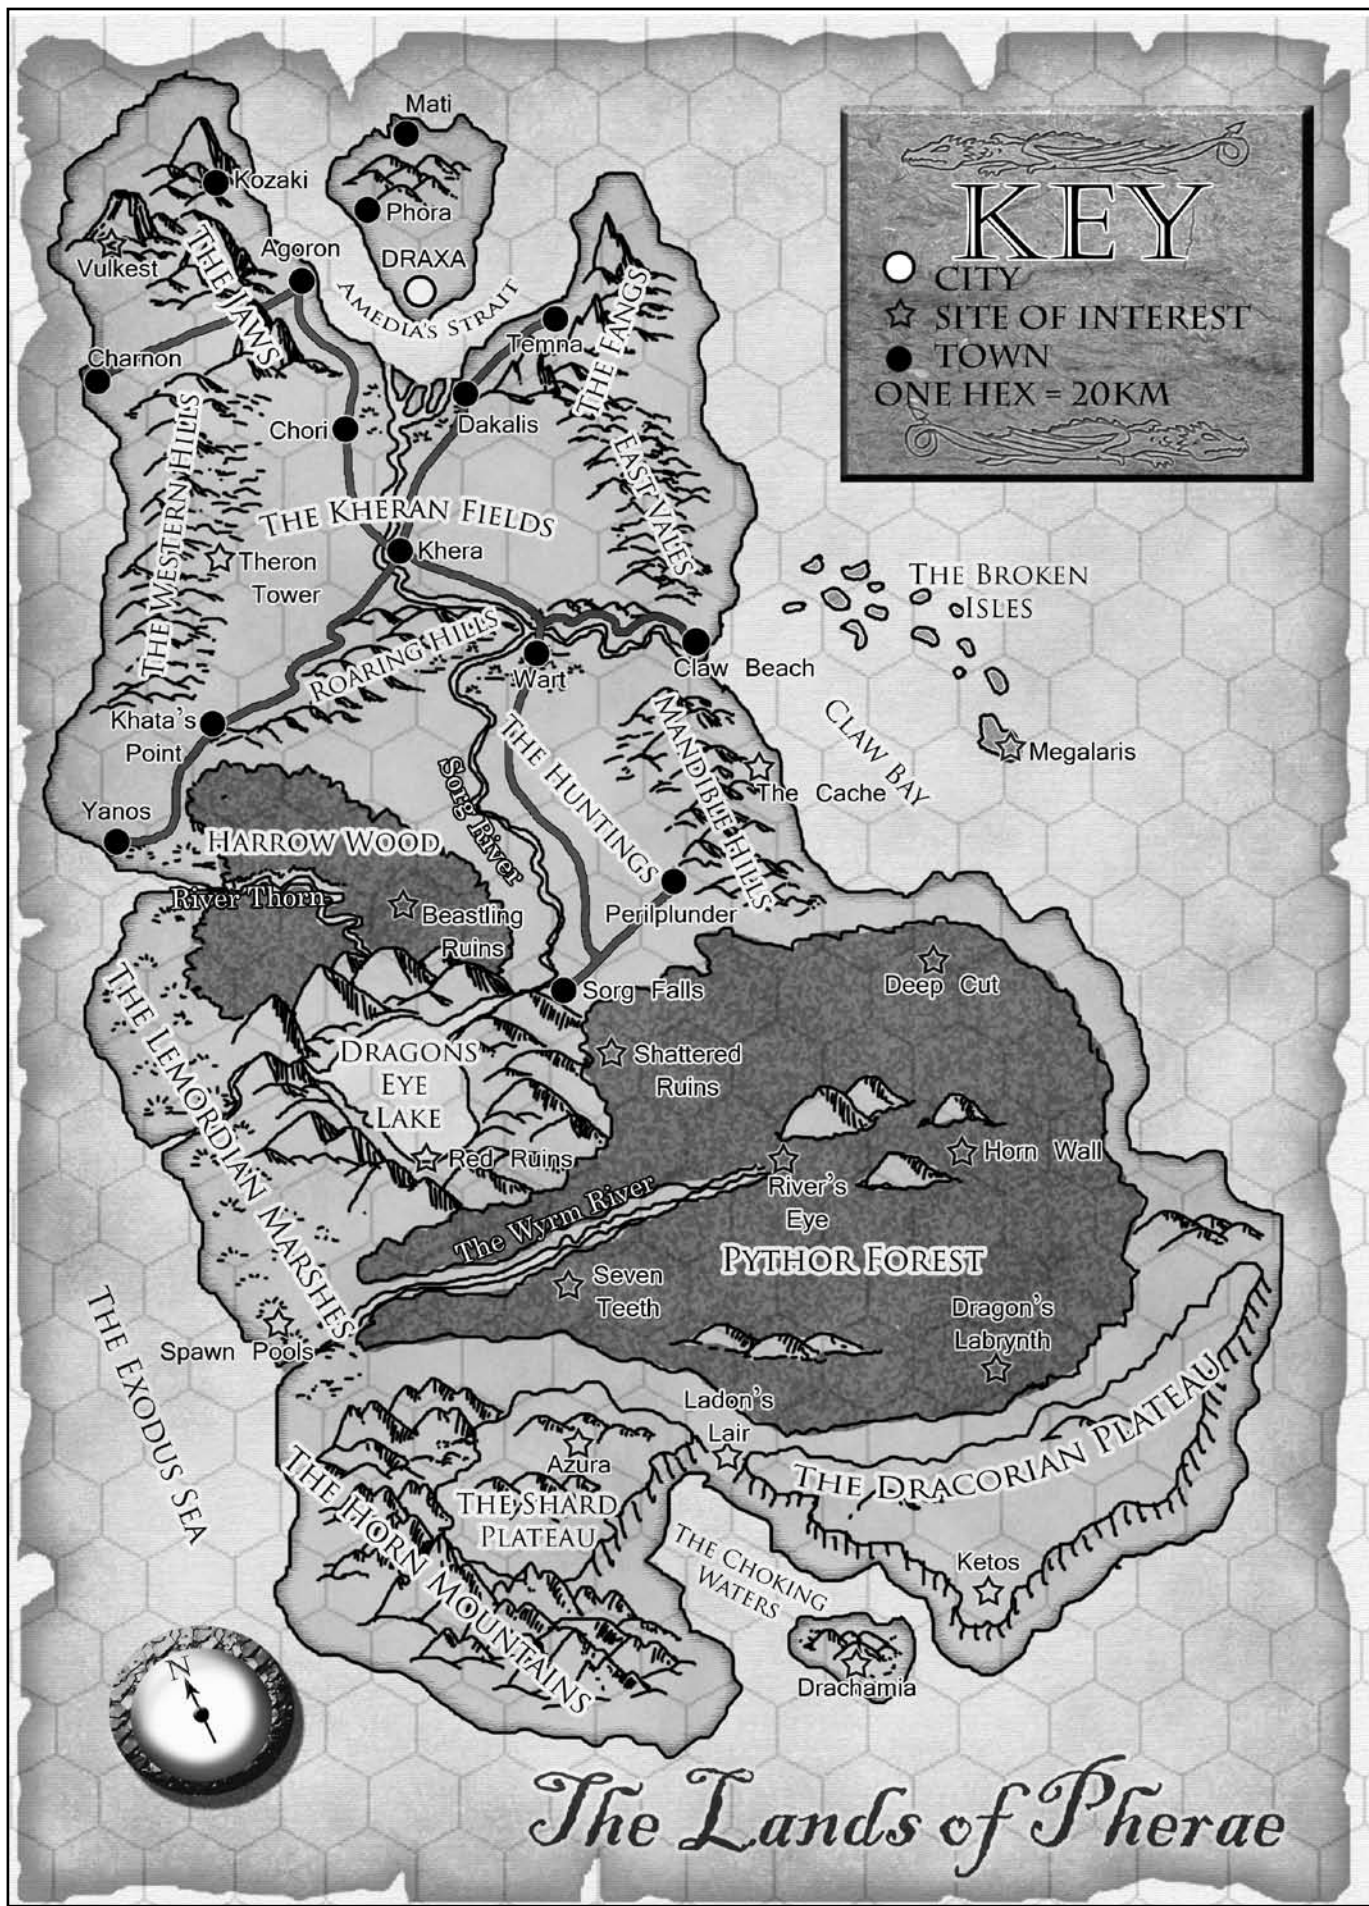 Mati
Kozaki
Phora
KEY
Vulkest
THE JAWS
Agoron
DRAXA
AMEDIA'S STRAIT
CITY
SITE OF INTEREST
TOWN
ONE HEX = 20KM
Temna
THE FANGS
Charnon
Chori
Dakalis
THE WESTERN HILLS
EAST VALES
THE KHERAN FIELDS
Khera
Theron
Tower
THE BROKEN
ISLES
ROARING HILLS
Wart
Claw Beach
Khata's
Point
THE HUNTINGS
MANDIBLE HILLS
CLAW BAY
Megalaris
The Cache
Sorg River
Yanos
HARROW WOOD
River Thorn
Beastling
Ruins
Perilplunder
Sorg Falls
Deep Cut
THE LEMORDIAN MARSHES
DRAGONS
EYE
LAKE
Shattered
Ruins
Red Ruins
Horn Wall
River's
Eye
The Wyrm River
PYTHOR FOREST
Seven
Teeth
Dragon's
Labrynth
Spawn Pools
THE EXODUS SEA
Ladon's
Lair
Azura
THE DRACORIAN PLATEAU
THE SHARD
PLATEAU
THE HORN MOUNTAINS
THE CHOKING
WATERS
Ketos
Drachamia
N
The Lands of Pherae